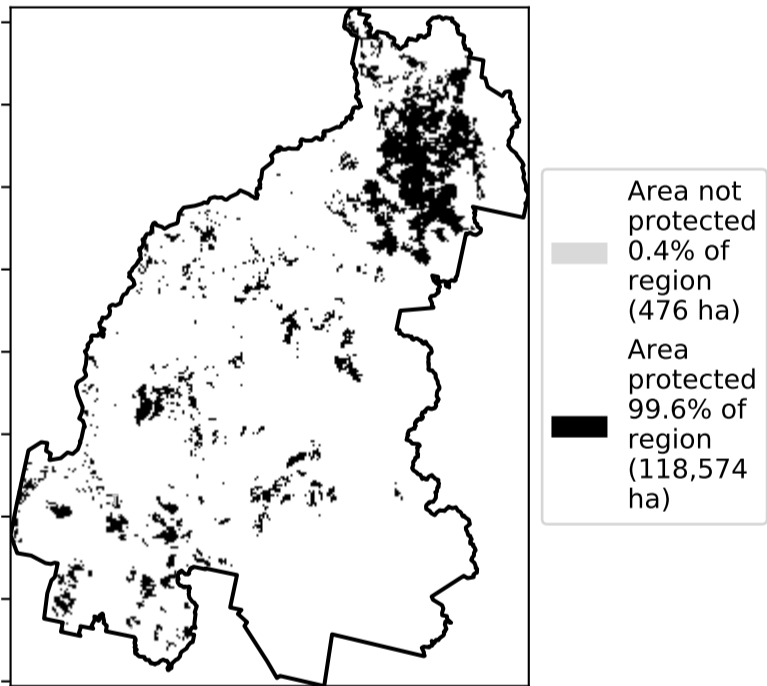 Area not
protected
0.4% of
region
(476 ha)
Area
protected
99.6% of
region
(118,574
ha)